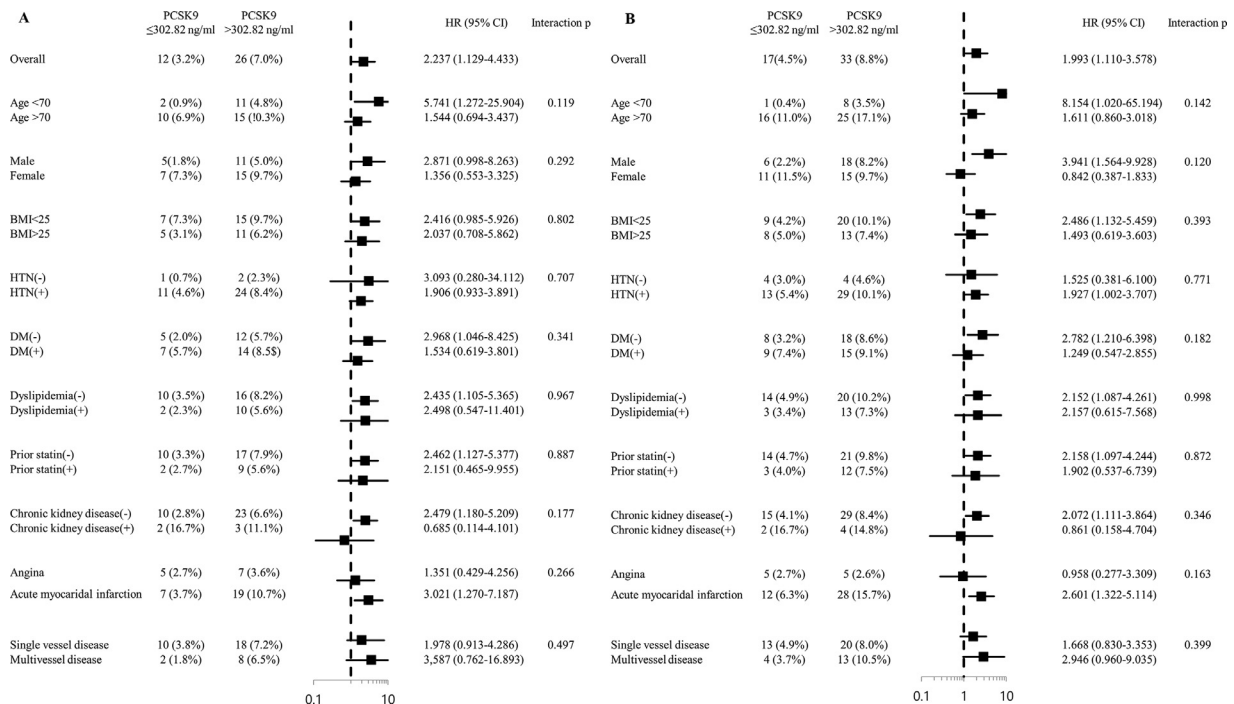 A
PCSK9 PCSK9
≤302.82 ng/ml >302.82 ng/ml HR (95% CI) Interaction p
Overall 12 (3.2%) 26 (7.0%) 2.237 (1.129-4.433)
Age <70 2 (0.9%) 11 (4.8%) 5.741 (1.272-25.904) 0.119
Age >70 10 (6.9%) 15 (!0.3%) 1.544 (0.694-3.437)
Male 5(1.8%) 11 (5.0%) 2.871 (0.998-8.263) 0.292
Female 7 (7.3%) 15 (9.7%) 1.356 (0.553-3.325)
BMI<25 7 (7.3%) 15 (9.7%) 2.416 (0.985-5.926) 0.802
BMI>25 5 (3.1%) 11 (6.2%) 2.037 (0.708-5.862)
HTN(-) 1 (0.7%) 2 (2.3%) 3.093 (0.280-34.112) 0.707
HTN(+) 11 (4.6%) 24 (8.4%) 1.906 (0.933-3.891)
DM(-) 5 (2.0%) 12 (5.7%) 2.968 (1.046-8.425) 0.341
DM(+) 7 (5.7%) 14 (8.5$) 1.534 (0.619-3.801)
Dyslipidemia(-) 10 (3.5%) 16 (8.2%) 2.435 (1.105-5.365) 0.967
Dyslipidemia(+) 2 (2.3%) 10 (5.6%) 2.498 (0.547-11.401)
Prior statin(-) 10 (3.3%) 17 (7.9%) 2.462 (1.127-5.377) 0.887
Prior statin(+) 2 (2.7%) 9 (5.6%) 2.151 (0.465-9.955)
Chronic kidney disease(-) 10 (2.8%) 23 (6.6%) 2.479 (1.180-5.209) 0.177
Chronic kidney disease(+) 2 (16.7%) 3 (11.1%) 0.685 (0.114-4.101)
Angina 5 (2.7%) 7 (3.6%) 1.351 (0.429-4.256) 0.266
Acute myocaridal infarction 7 (3.7%) 19 (10.7%) 3.021 (1.270-7.187)
Single vessel disease 10 (3.8%) 18 (7.2%) 1.978 (0.913-4.286) 0.497
Multivessel disease 2 (1.8%) 8 (6.5%) 3,587 (0.762-16.893)
0.1 1 10
B
PCSK9 PCSK9
≤302.82 ng/ml >302.82 ng/ml HR (95% CI) Interaction p
Overall 17(4.5%) 33 (8.8%) 1.993 (1.110-3.578)
Age <70 1 (0.4%) 8 (3.5%) 8.154 (1.020-65.194) 0.142
Age >70 16 (11.0%) 25 (17.1%) 1.611 (0.860-3.018)
Male 6 (2.2%) 18 (8.2%) 3.941 (1.564-9.928) 0.120
Female 11 (11.5%) 15 (9.7%) 0.842 (0.387-1.833)
BMI<25 9 (4.2%) 20 (10.1%) 2.486 (1.132-5.459) 0.393
BMI>25 8 (5.0%) 13 (7.4%) 1.493 (0.619-3.603)
HTN(-) 4 (3.0%) 4 (4.6%) 1.525 (0.381-6.100) 0.771
HTN(+) 13 (5.4%) 29 (10.1%) 1.927 (1.002-3.707)
DM(-) 8 (3.2%) 18 (8.6%) 2.782 (1.210-6.398) 0.182
DM(+) 9 (7.4%) 15 (9.1%) 1.249 (0.547-2.855)
Dyslipidemia(-) 14 (4.9%) 20 (10.2%) 2.152 (1.087-4.261) 0.998
Dyslipidemia(+) 3 (3.4%) 13 (7.3%) 2.157 (0.615-7.568)
Prior statin(-) 14 (4.7%) 21 (9.8%) 2.158 (1.097-4.244) 0.872
Prior statin(+) 3 (4.0%) 12 (7.5%) 1.902 (0.537-6.739)
Chronic kidney disease(-) 15 (4.1%) 29 (8.4%) 2.072 (1.111-3.864) 0.346
Chronic kidney disease(+) 2 (16.7%) 4 (14.8%) 0.861 (0.158-4.704)
Angina 5 (2.7%) 5 (2.6%) 0.958 (0.277-3.309) 0.163
Acute myocaridal infarction 12 (6.3%) 28 (15.7%) 2.601 (1.322-5.114)
Single vessel disease 13 (4.9%) 20 (8.0%) 1.668 (0.830-3.353) 0.399
Multivessel disease 4 (3.7%) 13 (10.5%) 2.946 (0.960-9.035)
0.1 1 10